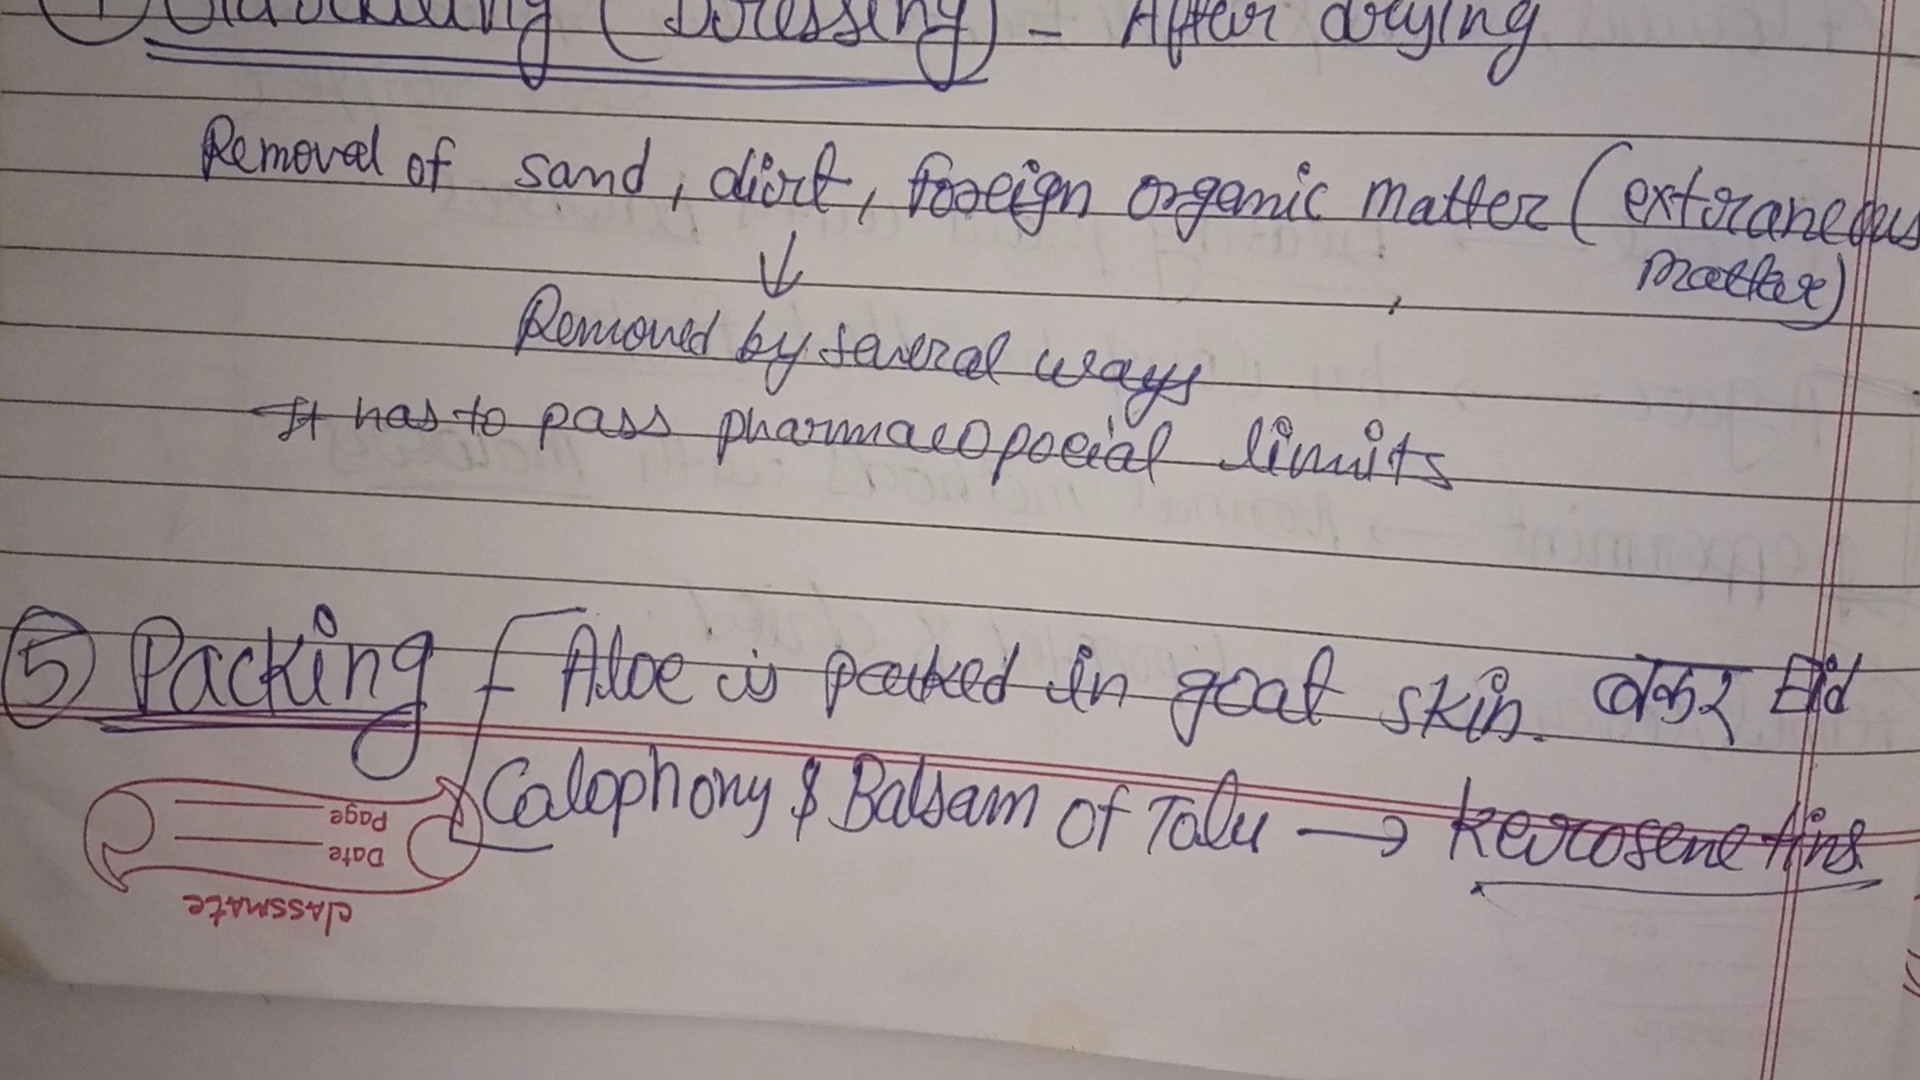 (Dressing) - After drying
Removal of sand, dirt, foreign organic matter (extraneous
matter)
↓
Removed by several ways
It has to pass pharmacopoeial limits
⑤ Packing - Aloe is packed in goat skin. बकर ईद
Calophony & Balsam of Talu → kerosene tins.
Page
Date
classmate